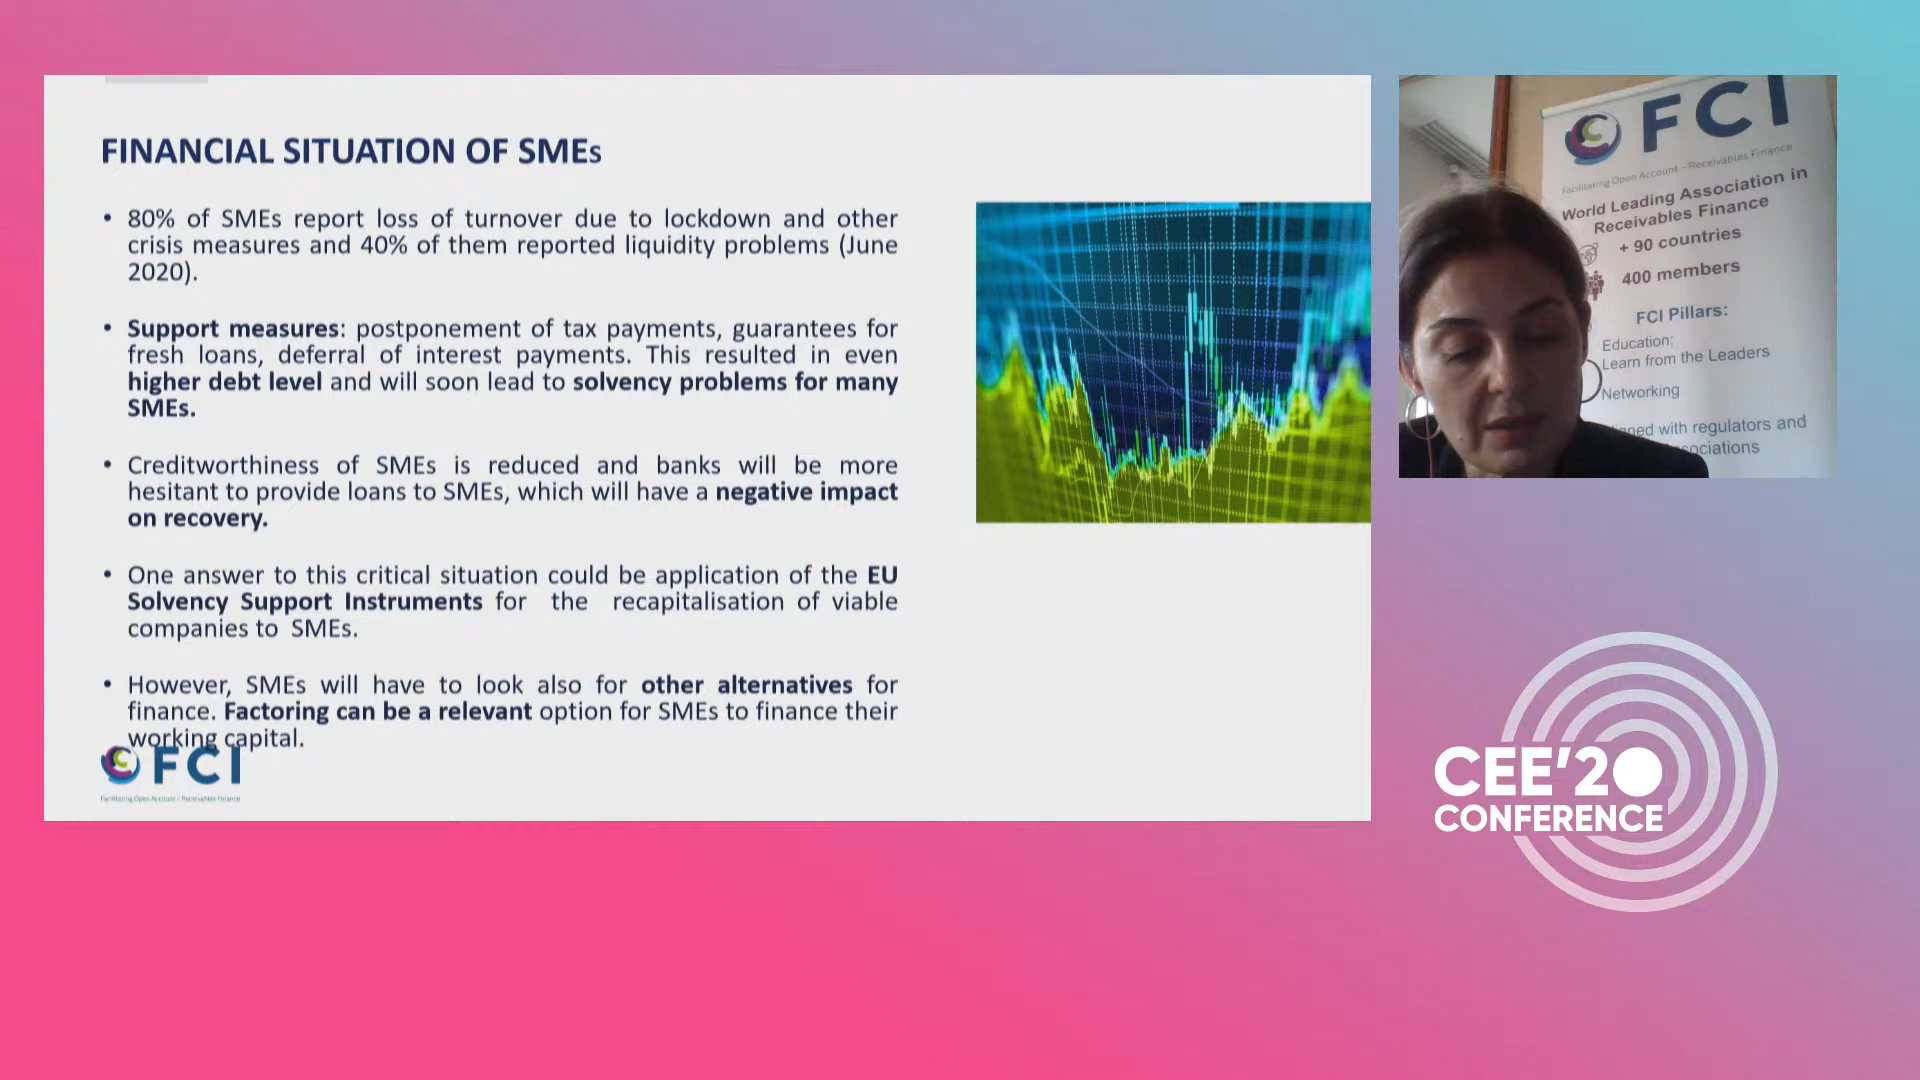 FINANCIAL SITUATION OF SMEs
• 80% of SMEs report loss of turnover due to lockdown and other
crisis measures and 40% of them reported liquidity problems (June
2020).
• Support measures: postponement of tax payments, guarantees for
fresh loans, deferral of interest payments. This resulted in even
higher debt level and will soon lead to solvency problems for many
SMEs.
• Creditworthiness of SMEs is reduced and banks will be more
hesitant to provide loans to SMEs, which will have a negative impact
on recovery.
• One answer to this critical situation could be application of the EU
Solvency Support Instruments for the recapitalisation of viable
companies to SMEs.
• However, SMEs will have to look also for other alternatives for
finance. Factoring can be a relevant option for SMEs to finance their
working capital.
FCI
Facilitating Open Account – Receivables Finance
FCI
Facilitating Open Account – Receivables Finance
World Leading Association in
Receivables Finance
+ 90 countries
400 members
FCI Pillars:
Education:
Learn from the Leaders
Networking
with regulators and
CEE'20
CONFERENCE